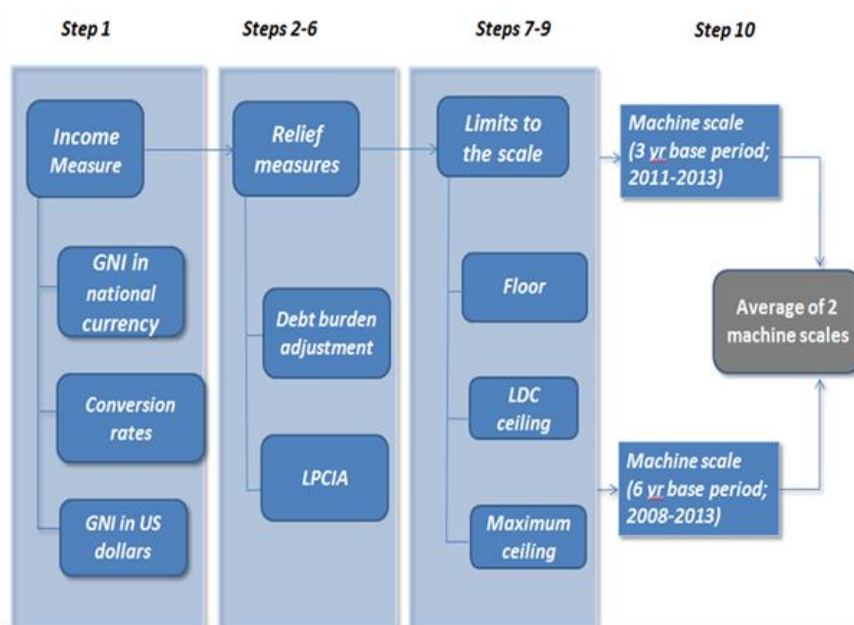 Step 1
Steps 2-6
Steps 7-9
Step 10
Income
Measure
GNI in
national
currency
Conversion
rates
GNI in US
dollars
Relief
measures
Debt burden
adjustment
LPCIA
Limits to
the scale
Floor
LDC
ceiling
Maximum
ceiling
Machine scale
(3 yr base period;
2011-2013)
Machine scale
(6 yr base period;
2008-2013)
Average of 2
machine scales